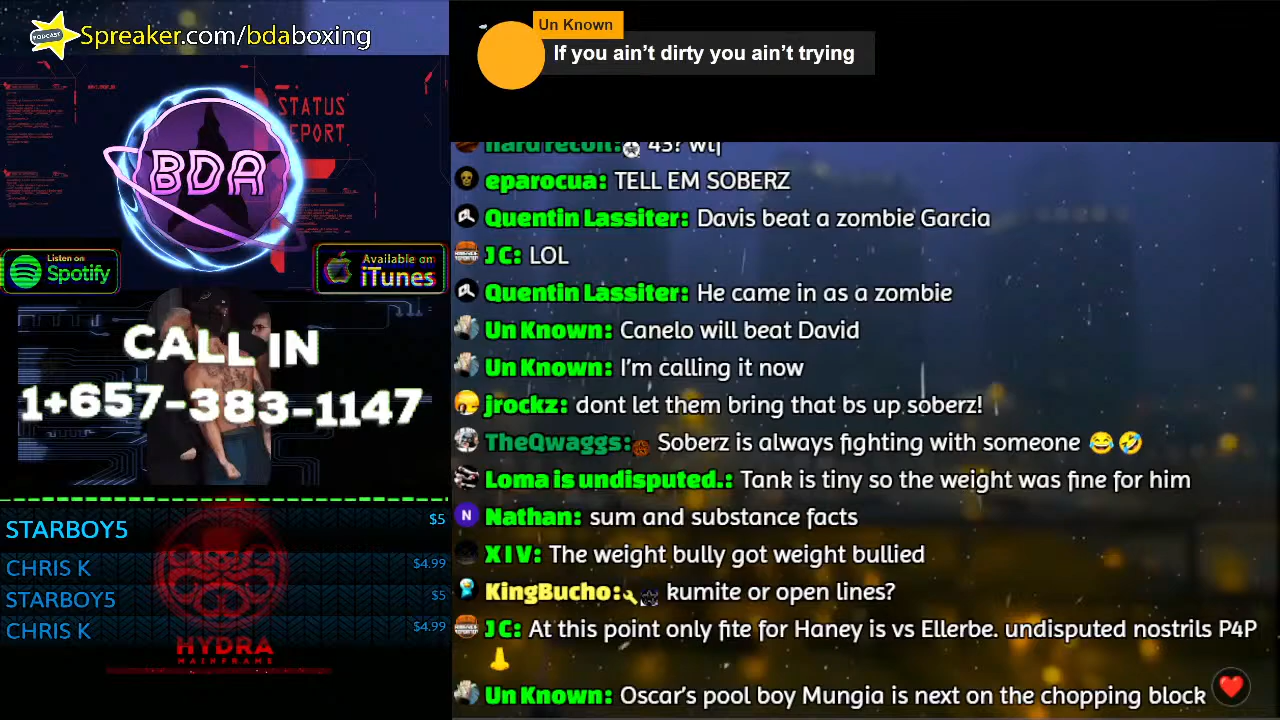 Spreaker.com/bdaboxing
PODCAST
STATUS
REPORT
BDA
Listen on
Spotify
Available on
iTunes
CALL IN
1+657-383-1147
STARBOY5 $5
CHRIS K $4.99
STARBOY5 $5
CHRIS K $4.99
HYDRA
MAINFRAME
Un Known
If you ain’t dirty you ain’t trying
hard recoil: 45? wt
eparocua: TELL EM SOBERZ
Quentin Lassiter: Davis beat a zombie Garcia
JC: LOL
Quentin Lassiter: He came in as a zombie
Un Known: Canelo will beat David
Un Known: I’m calling it now
jrockz: dont let them bring that bs up soberz!
TheQwaggs: Soberz is always fighting with someone 😂🤣
Loma is undisputed.: Tank is tiny so the weight was fine for him
N
Nathan: sum and substance facts
X I V: The weight bully got weight bullied
KingBucho: kumite or open lines?
JC: At this point only fite for Haney is vs Ellerbe. undisputed nostrils P4P
👃
Un Known: Oscar’s pool boy Mungia is next on the chopping block